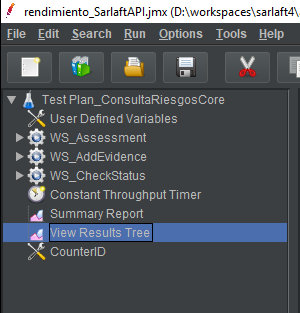 rendimiento_SarlaftAPI.jmx (D:\workspaces\sarlaft4\
File Edit Search Run Options Tools Help
Test Plan_ConsultaRiesgosCore
User Defined Variables
WS_Assessment
WS_AddEvidence
WS_CheckStatus
Constant Throughput Timer
Summary Report
View Results Tree
CounterID